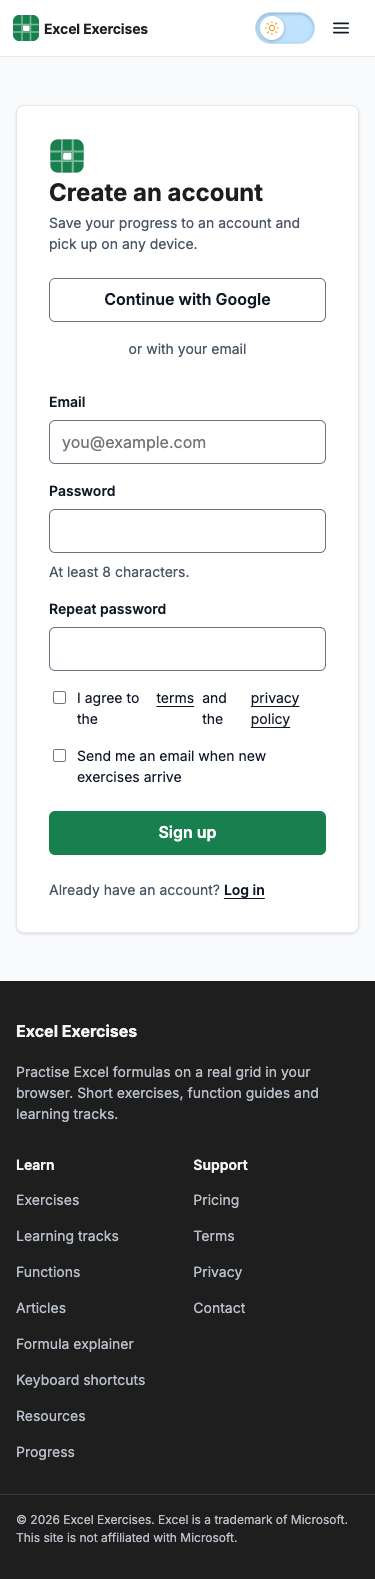 Excel Exercises
Create an account
Save your progress to an account and
pick up on any device.
Continue with Google
or with your email
Email
you@example.com
Password
At least 8 characters.
Repeat password
I agree to the terms and the privacy policy
Send me an email when new
exercises arrive
Sign up
Already have an account? Log in
Excel Exercises
Practise Excel formulas on a real grid in your
browser. Short exercises, function guides and
learning tracks.
Learn
Exercises
Learning tracks
Functions
Articles
Formula explainer
Keyboard shortcuts
Resources
Progress
Support
Pricing
Terms
Privacy
Contact
© 2026 Excel Exercises. Excel is a trademark of Microsoft.
This site is not affiliated with Microsoft.